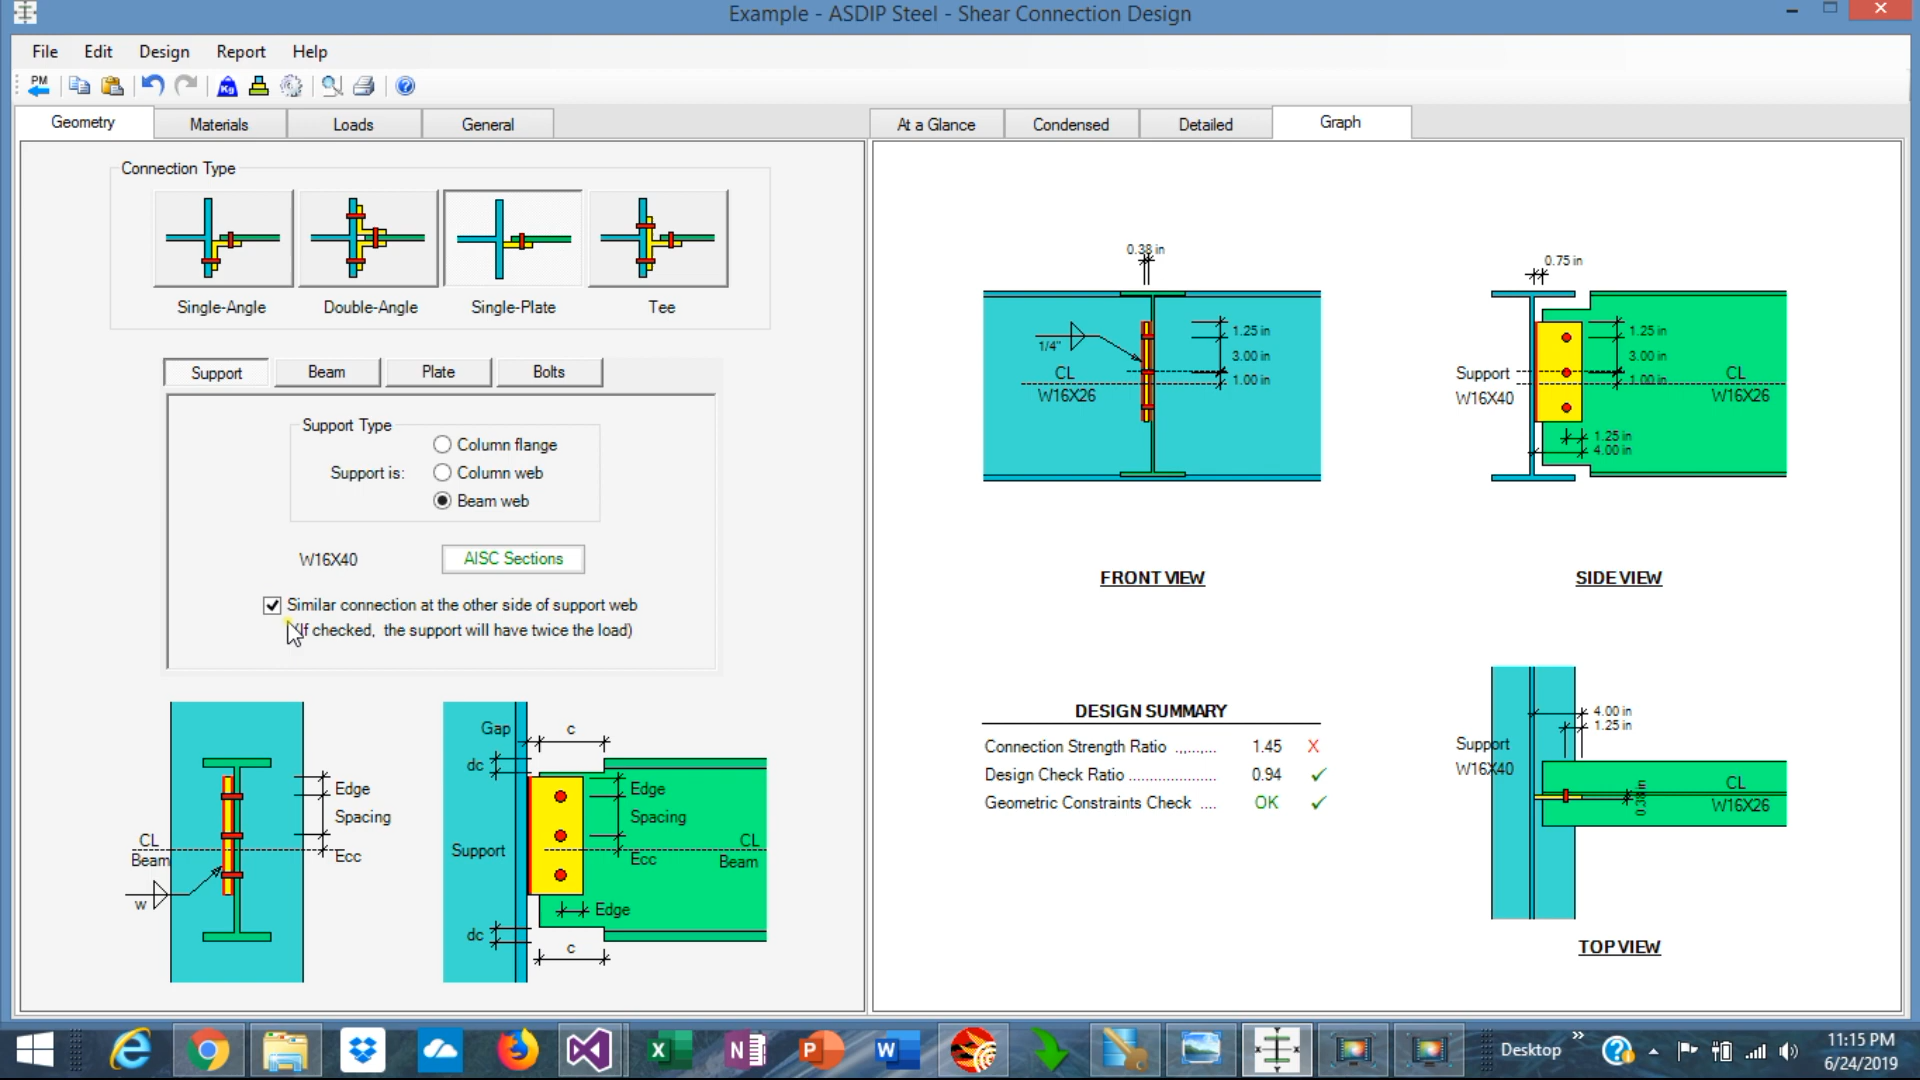 Example - ASDIP Steel - Shear Connection Design
File Edit Design Report Help
PM
Kg
Geometry Materials Loads General
At a Glance Condensed Detailed Graph
Connection Type
Single-Angle Double-Angle Single-Plate Tee
Support Beam Plate Bolts
Support Type
Support is:
Column flange
Column web
Beam web
W16X40 AISC Sections
Similar connection at the other side of support web
(If checked, the support will have twice the load)
CL
Beam
w
Edge
Spacing
Ecc
Gap
c
dc
Support
Edge
Spacing
Ecc
CL
Beam
Edge
dc
c
0.38 in
1/4"
CL
W16X26
1.25 in
3.00 in
1.00 in
FRONT VIEW
0.75 in
Support
W16X40
1.25 in
3.00 in
1.00 in
CL
W16X26
1.25 in
4.00 in
SIDE VIEW
DESIGN SUMMARY
Connection Strength Ratio .,,,...,... 1.45 X
Design Check Ratio ...................... 0.94 ✓
Geometric Constraints Check .... OK ✓
4.00 in
1.25 in
Support
W16X40
0.38 in
CL
W16X26
TOP VIEW
Desktop
11:15 PM
6/24/2019